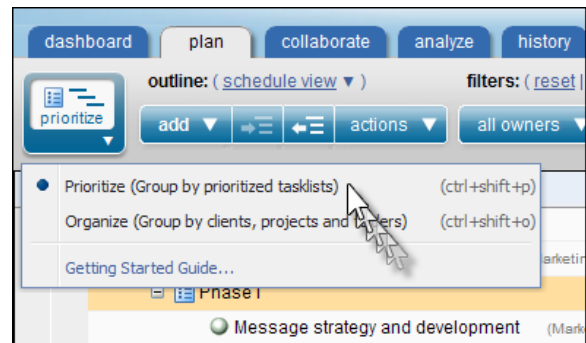 dashboard plan collaborate analyze history
outline: ( schedule view ▼ ) filters: ( reset |
prioritize add ▼ actions ▼ all owners
Prioritize (Group by prioritized tasklists) (ctrl+shift+p)
Organize (Group by clients, projects and folders) (ctrl+shift+o)
Getting Started Guide...
Phase I
Message strategy and development